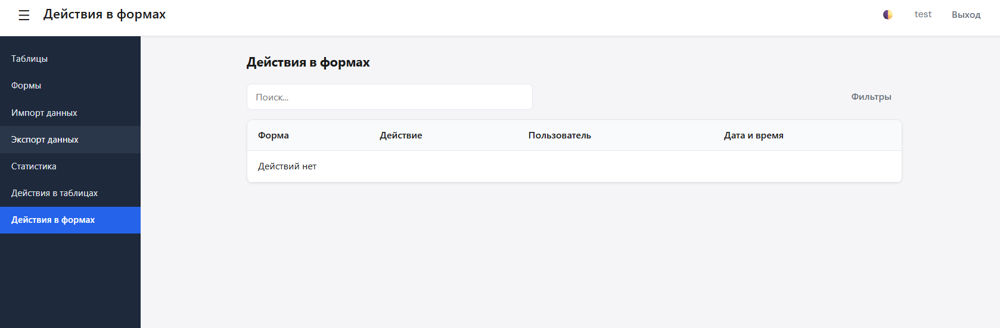 ☰ Действия в формах test Выход
Таблицы
Формы
Импорт данных
Экспорт данных
Статистика
Действия в таблицах
Действия в формах
Действия в формах
Поиск... Фильтры
Форма Действие Пользователь Дата и время
Действий нет